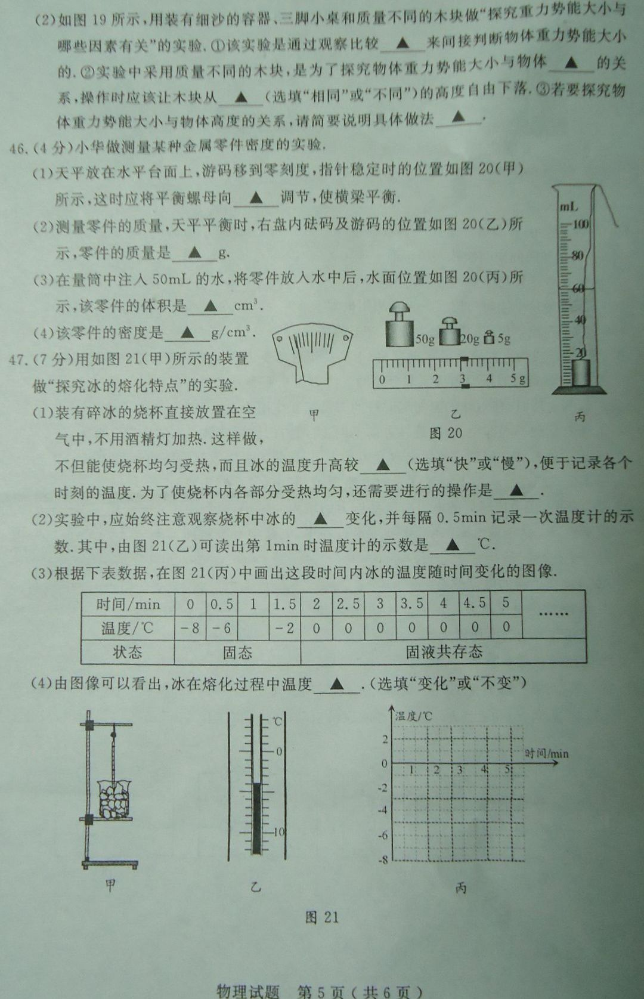 (2)如图 19 所示,用装有细沙的容器、三脚小桌和质量不同的木块做“探究重力势能大小与
哪些因素有关”的实验.①该实验是通过观察比较 ▲ 来间接判断物体重力势能大小
的.②实验中采用质量不同的木块,是为了探究物体重力势能大小与物体 ▲ 的关
系,操作时应该让木块从 ▲ (选填“相同”或“不同”)的高度自由下落.③若要探究物
体重力势能大小与物体高度的关系,请简要说明具体做法 ▲ .
46.(4 分)小华做测量某种金属零件密度的实验.
(1)天平放在水平台面上,游码移到零刻度,指针稳定时的位置如图 20(甲)
所示,这时应将平衡螺母向 ▲ 调节,使横梁平衡.
(2)测量零件的质量,天平平衡时,右盘内砝码及游码的位置如图 20(乙)所
示,零件的质量是 ▲ g.
(3)在量筒中注入 50mL 的水,将零件放入水中后,水面位置如图 20(丙)所
示,该零件的体积是 ▲ cm³.
(4)该零件的密度是 ▲ g/cm³.
mL
100
80
60
40
20
50g 20g 5g
0 1 2 3 4 5 g
甲 乙 丙
图 20
47.(7 分)用如图 21(甲)所示的装置
做“探究冰的熔化特点”的实验.
(1)装有碎冰的烧杯直接放置在空
气中,不用酒精灯加热.这样做,
不但能使烧杯均匀受热,而且冰的温度升高较 ▲ (选填“快”或“慢”),便于记录各个
时刻的温度.为了使烧杯内各部分受热均匀,还需要进行的操作是 ▲ .
(2)实验中,应始终注意观察烧杯中冰的 ▲ 变化,并每隔 0.5min 记录一次温度计的示
数.其中,由图 21(乙)可读出第 1min 时温度计的示数是 ▲ ℃.
(3)根据下表数据,在图 21(丙)中画出这段时间内冰的温度随时间变化的图像.
时间/min 0 0.5 1 1.5 2 2.5 3 3.5 4 4.5 5 ……
温度/℃ -8 -6 -2 0 0 0 0 0 0 0
状态 固态 固液共存态
(4)由图像可以看出,冰在熔化过程中温度 ▲ .(选填“变化”或“不变”)
℃
0
10
温度/℃
2
0
-2
-4
-6
-8
1 2 3 4 5
时间/min
甲 乙 丙
图 21
物理试题 第 5 页 ( 共 6 页 )